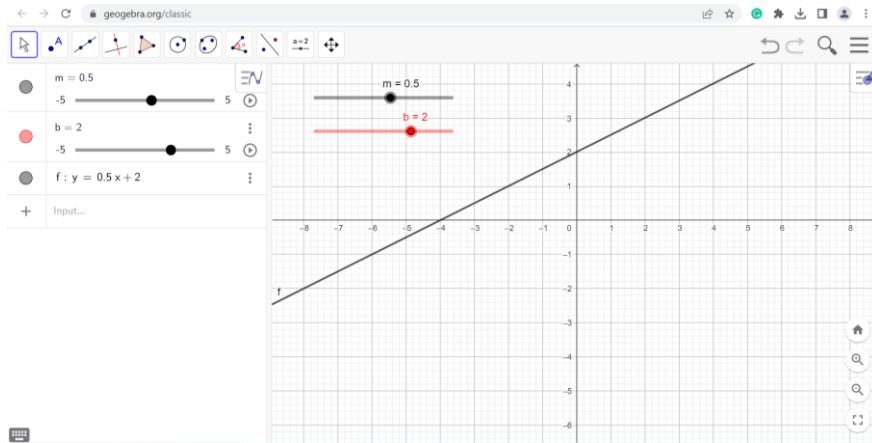 geogebra.org/classic
A
a=2
m = 0.5
-5 5
b = 2
-5 5
f : y = 0.5 x + 2
+ Input...
m = 0.5
b = 2
4
3
2
1
-8 -7 -6 -5 -4 -3 -2 -1 0 1 2 3 4 5 6 7 8
-1
-2
-3
-4
-5
-6
f